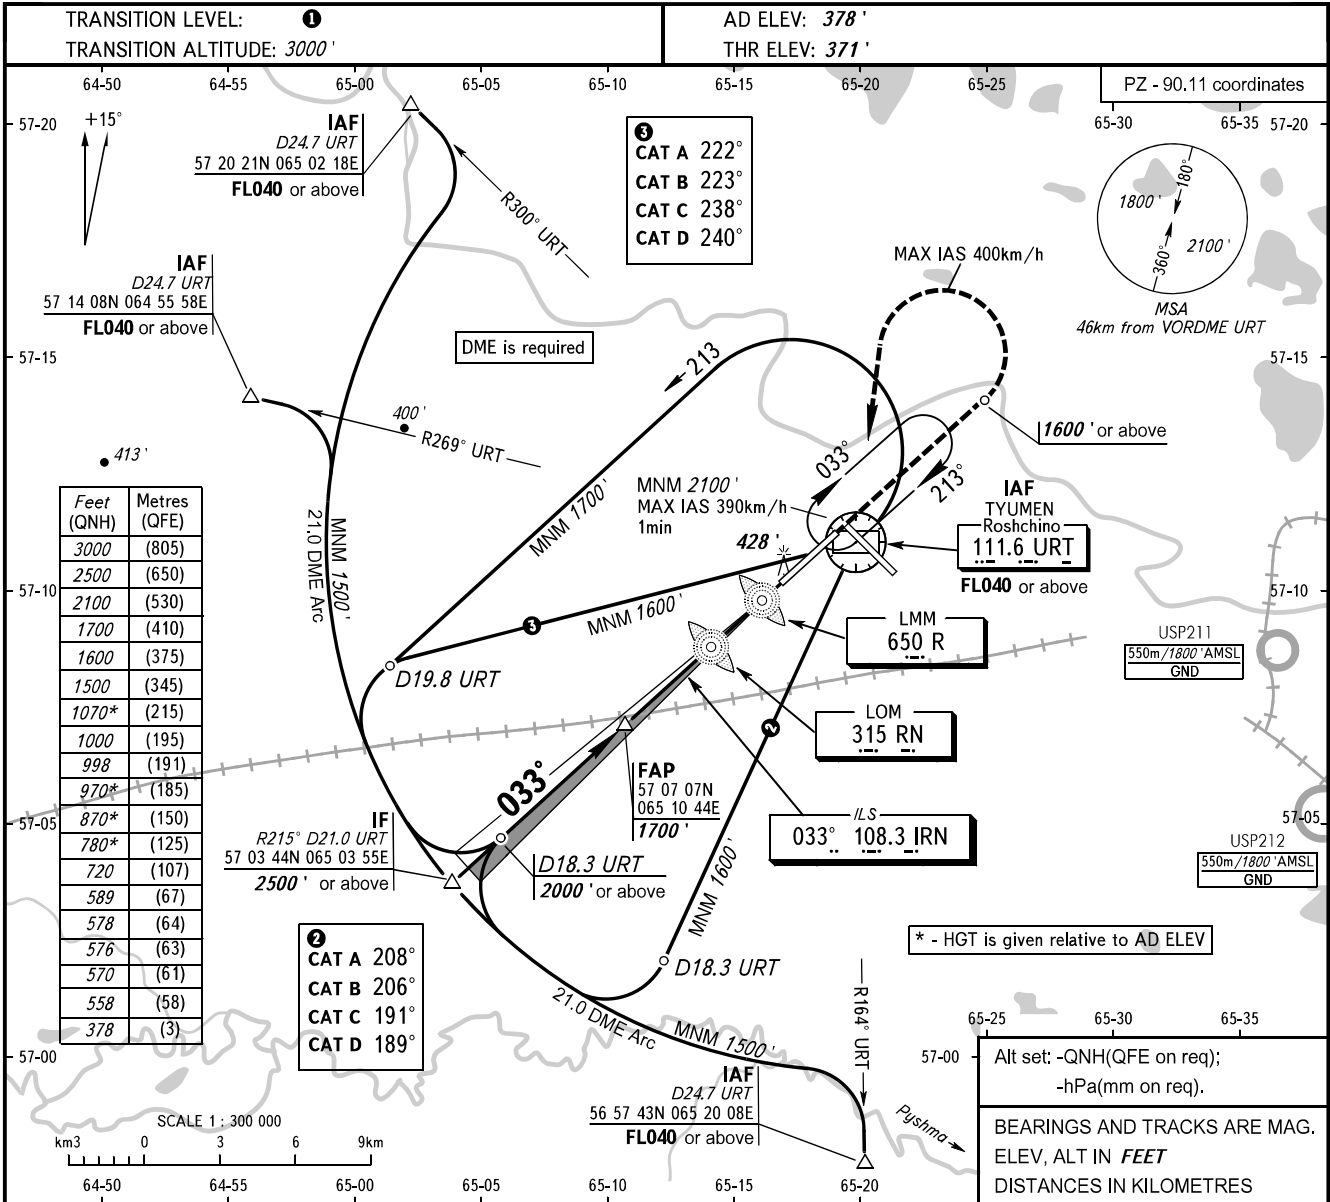 TRANSITION LEVEL: 1
TRANSITION ALTITUDE: 3000 '
AD ELEV: 378 '
THR ELEV: 371 '
64-50 64-55 65-00 65-05 65-10 65-15 65-20 65-25
PZ - 90.11 coordinates
65-30 65-35 57-20
57-20
+15°
IAF
D24.7 URT
57 20 21N 065 02 18E
FL040 or above
R300° URT
3
CAT A 222°
CAT B 223°
CAT C 238°
CAT D 240°
1800 '
180°
360°
2100 '
MSA
46km from VORDME URT
MAX IAS 400km/h
IAF
D24.7 URT
57 14 08N 064 55 58E
FL040 or above
DME is required
57-15
57-15
213
400 '
R269° URT
413 '
1600 ' or above
033°
213°
MNM 2100 '
MAX IAS 390km/h
1min
428 '
IAF
TYUMEN
Roshchino
111.6 URT
FL040 or above
MNM 1700'
21.0 DME Arc
MNM 1500'
Feet (QNH) Metres (QFE)
3000 (805)
2500 (650)
2100 (530)
1700 (410)
1600 (375)
1500 (345)
1070* (215)
1000 (195)
998 (191)
970* (185)
870* (150)
780* (125)
720 (107)
589 (67)
578 (64)
576 (63)
570 (61)
558 (58)
378 (3)
57-10
57-10
3
MNM 1600'
LMM
650 R
USP211
550m/1800 'AMSL
GND
D19.8 URT
LOM
315 RN
2
033°
FAP
57 07 07N
065 10 44E
1700 '
ILS
033° 108.3 IRN
57-05
57-05
USP212
550m/1800 'AMSL
GND
IF
R215° D21.0 URT
57 03 44N 065 03 55E
2500 ' or above
D18.3 URT
2000 ' or above
MNM 1600'
* - HGT is given relative to AD ELEV
2
CAT A 208°
CAT B 206°
CAT C 191°
CAT D 189°
D18.3 URT
R164° URT
21.0 DME Arc
MNM 1500'
65-25 65-30 65-35
57-00
57-00
IAF
D24.7 URT
56 57 43N 065 20 08E
FL040 or above
Pyshma
Alt set: -QNH(QFE on req);
-hPa(mm on req).
BEARINGS AND TRACKS ARE MAG.
ELEV, ALT IN FEET
DISTANCES IN KILOMETRES
SCALE 1 : 300 000
km3 0 3 6 9km
64-50 64-55 65-00 65-05 65-10 65-15 65-20